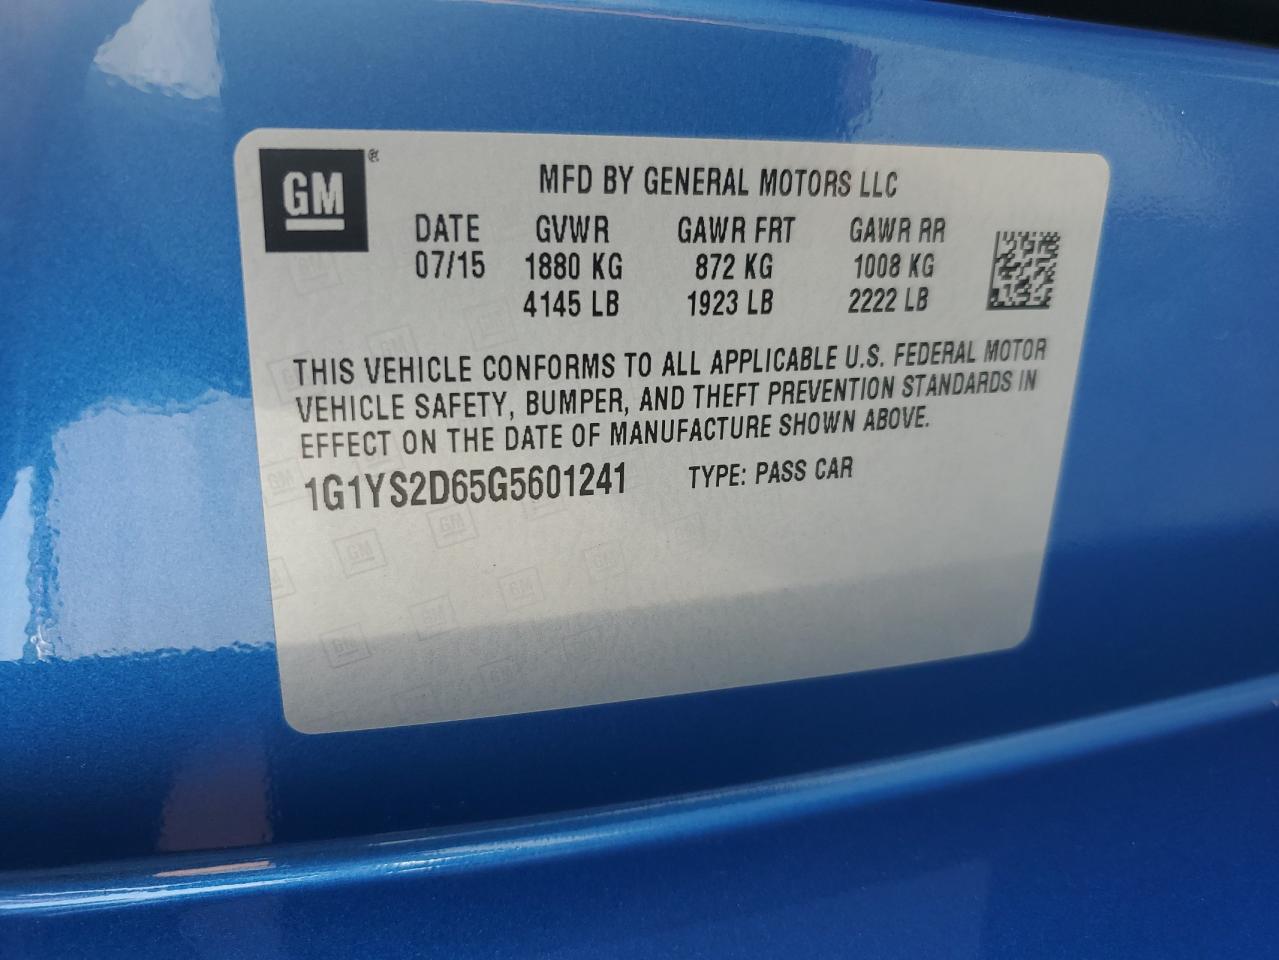 GM ®
MFD BY GENERAL MOTORS LLC
DATE GVWR GAWR FRT GAWR RR
07/15 1880 KG 872 KG 1008 KG
4145 LB 1923 LB 2222 LB
THIS VEHICLE CONFORMS TO ALL APPLICABLE U.S. FEDERAL MOTOR
VEHICLE SAFETY, BUMPER, AND THEFT PREVENTION STANDARDS IN
EFFECT ON THE DATE OF MANUFACTURE SHOWN ABOVE.
1G1YS2D65G5601241 TYPE: PASS CAR